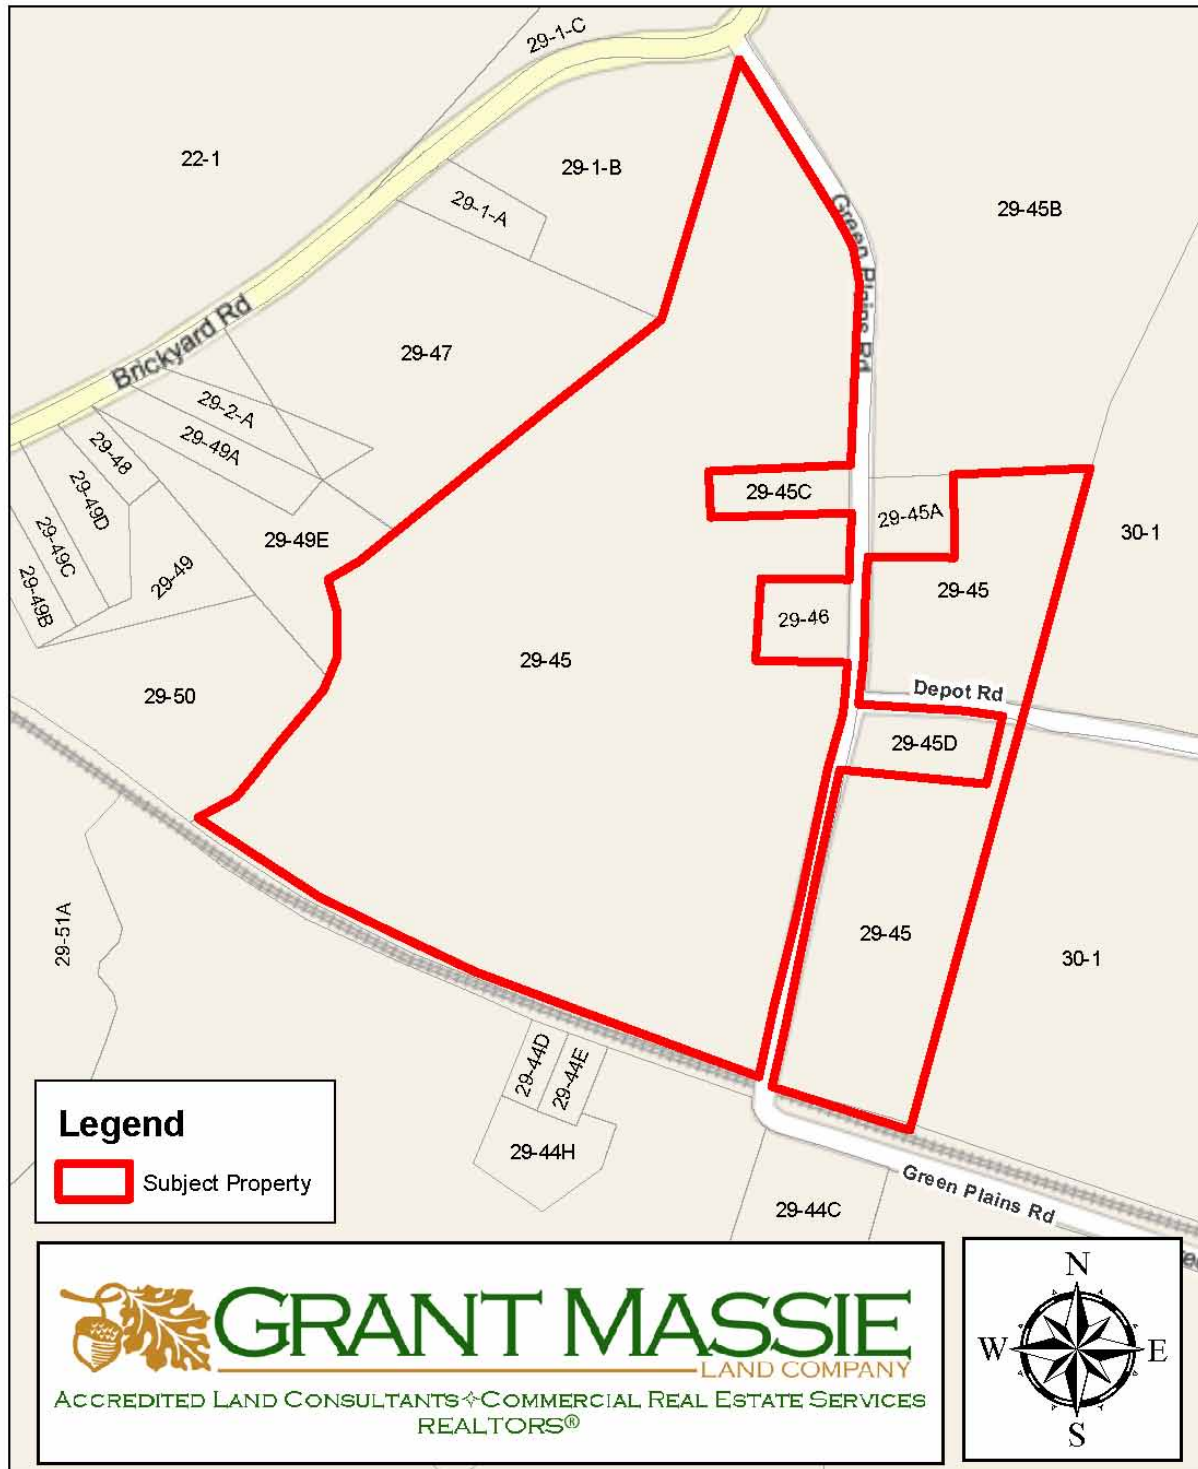 29-1-C
22-1
29-1-B
29-1-A
29-45B
Green Plains Rd
Brickyard Rd
29-47
29-2-A
29-49A
29-48
29-49D
29-49C
29-49B
29-49
29-49E
29-45C
29-45A
30-1
29-45
29-46
29-45
29-50
Depot Rd
29-45D
29-51A
29-45
30-1
29-44D
29-44E
29-44H
29-44C
Green Plains Rd
Legend
Subject Property
GRANT MASSIE
LAND COMPANY
ACCREDITED LAND CONSULTANTS✧COMMERCIAL REAL ESTATE SERVICES
REALTORS®
N
W
E
S